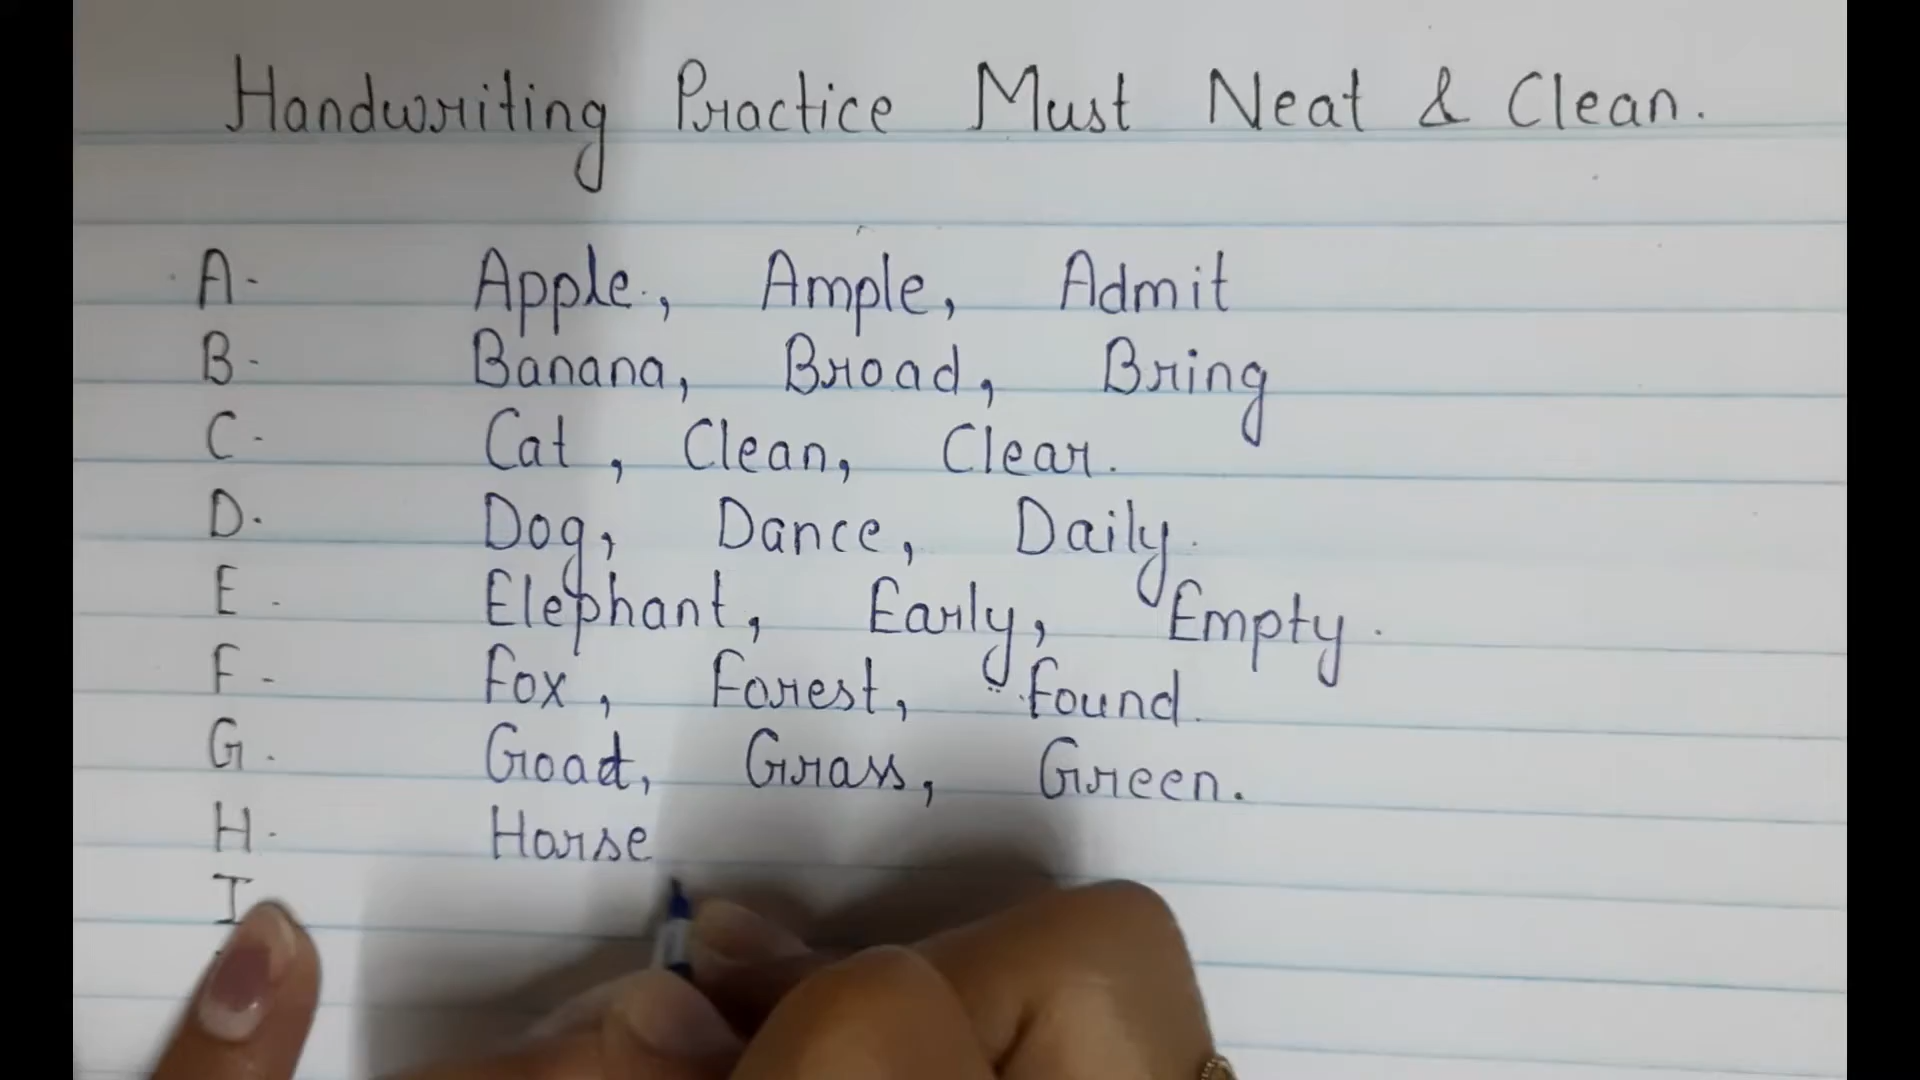 Handwriting Practice Must Neat & Clean.
A- Apple, Ample, Admit
B- Banana, Broad, Bring
C- Cat, Clean, Clear.
D. Dog, Dance, Daily.
E- Elephant, Early, Empty.
F- Fox, Forest, Found.
G. Goat, Grass, Green.
H. Horse
I